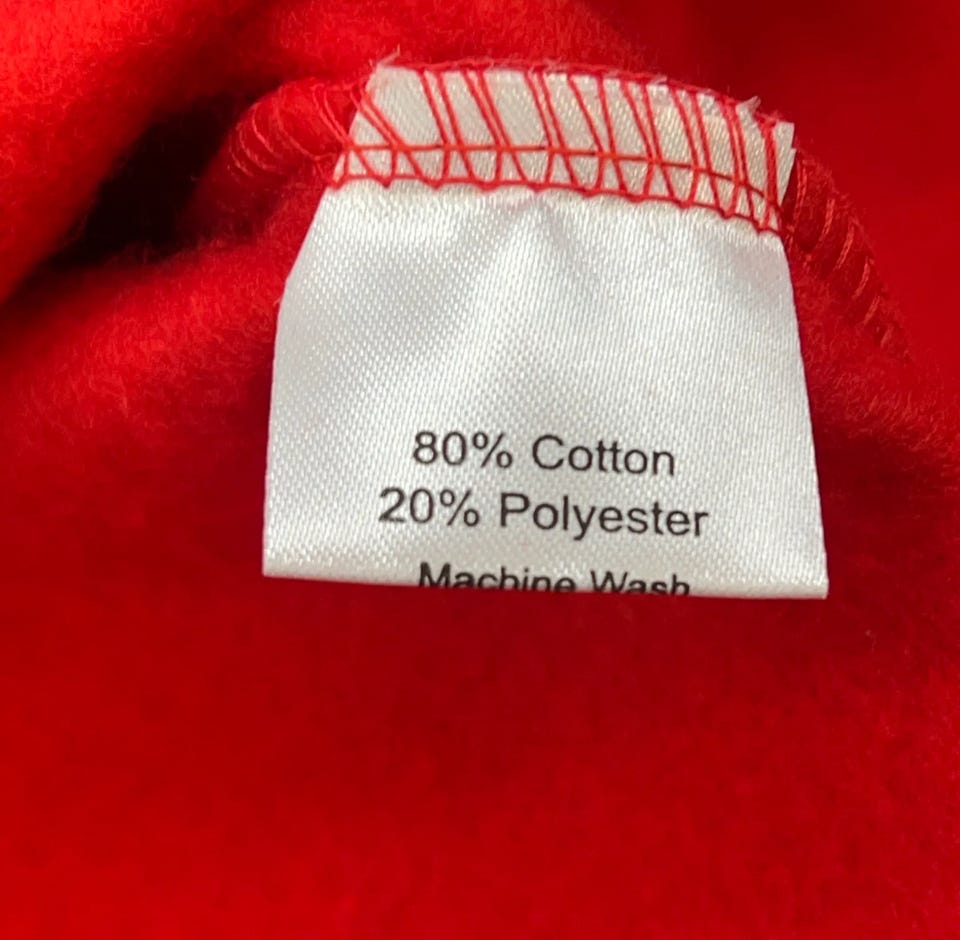 80% Cotton
20% Polyester
Machine Wash